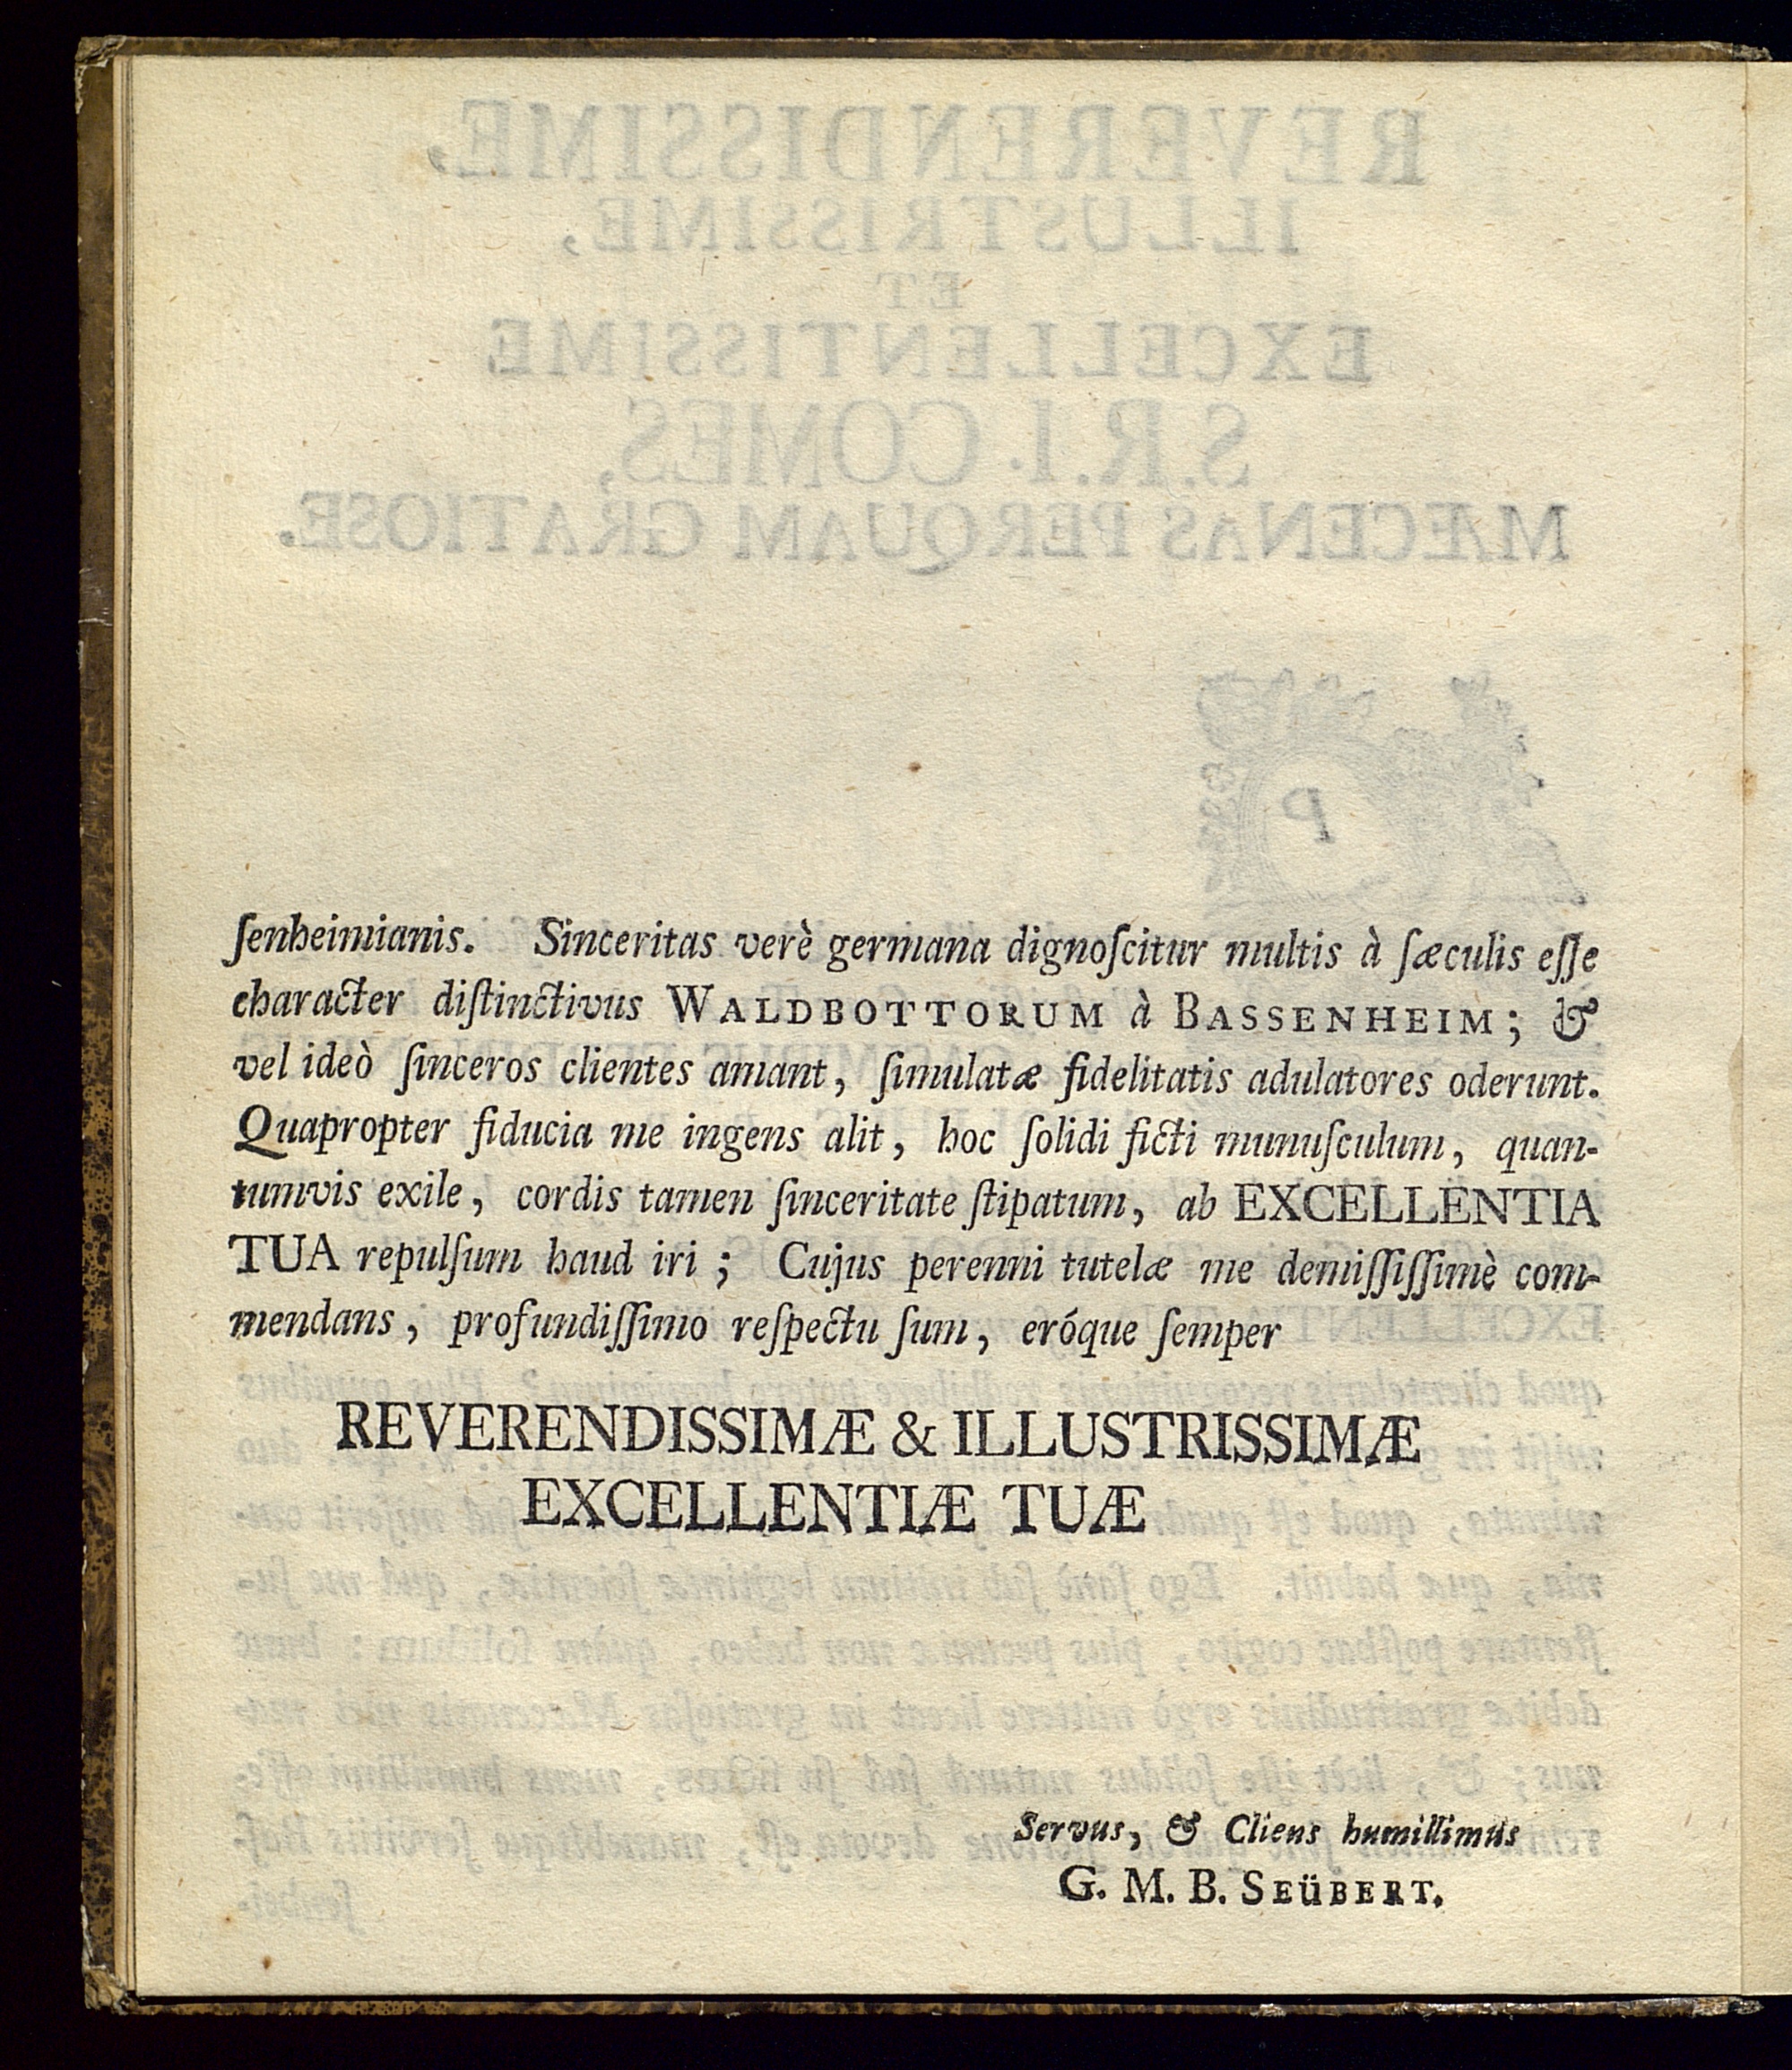 ſenheimianis. Sinceritas verè germana dignoſcitur multis à ſæculis eſſe
character diſtinctivus WALDBOTTORUM à BASSENHEIM; &
vel ideò ſinceros clientes amant, ſimulatæ fidelitatis adulatores oderunt.
Quapropter fiducia me ingens alit, hoc ſolidi ficti munuſculum, quan-
tumvis exile, cordis tamen ſinceritate ſtipatum, ab EXCELLENTIA
TUA repulſum haud iri; Cujus perenni tutelæ me demiſſiſſimè com-
mendans, profundiſſimo reſpectu ſum, eróque ſemper
REVERENDISSIMÆ & ILLUSTRISSIMÆ
EXCELLENTIÆ TUÆ
Servus, & Cliens humillimus
G. M. B. SEÜBERT.